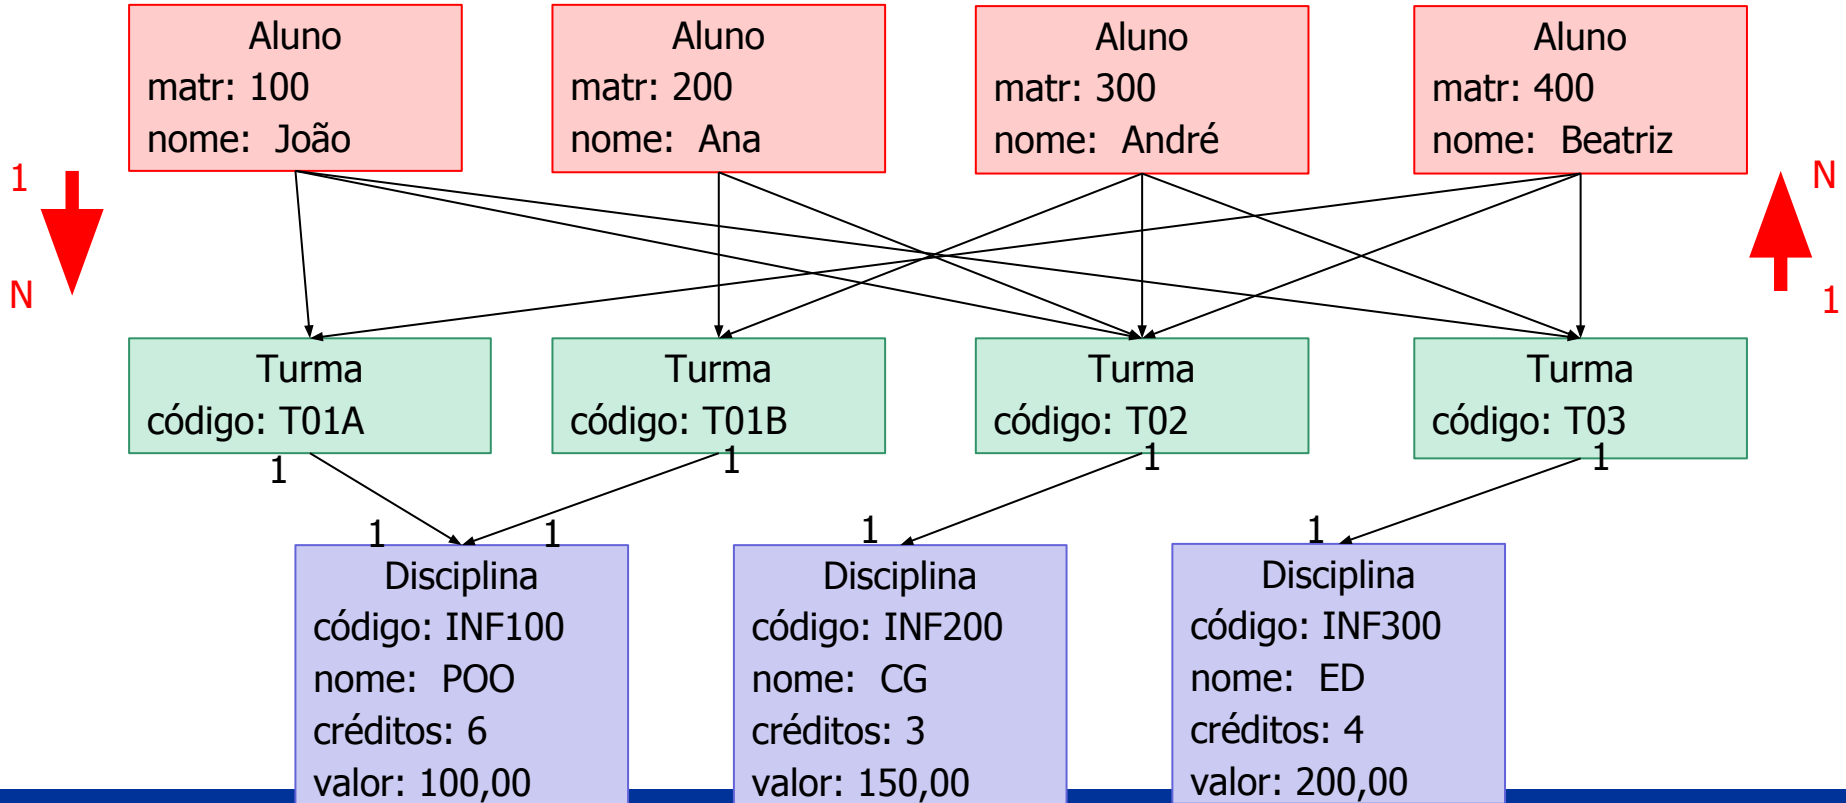 Aluno
matr: 100
nome: João
Aluno
matr: 200
nome: Ana
Aluno
matr: 300
nome: André
Aluno
matr: 400
nome: Beatriz
1
N
N
1
Turma
código: T01A
Turma
código: T01B
Turma
código: T02
Turma
código: T03
1
1
1
1
1
1
1
1
Disciplina
código: INF100
nome: POO
créditos: 6
valor: 100,00
Disciplina
código: INF200
nome: CG
créditos: 3
valor: 150,00
Disciplina
código: INF300
nome: ED
créditos: 4
valor: 200,00